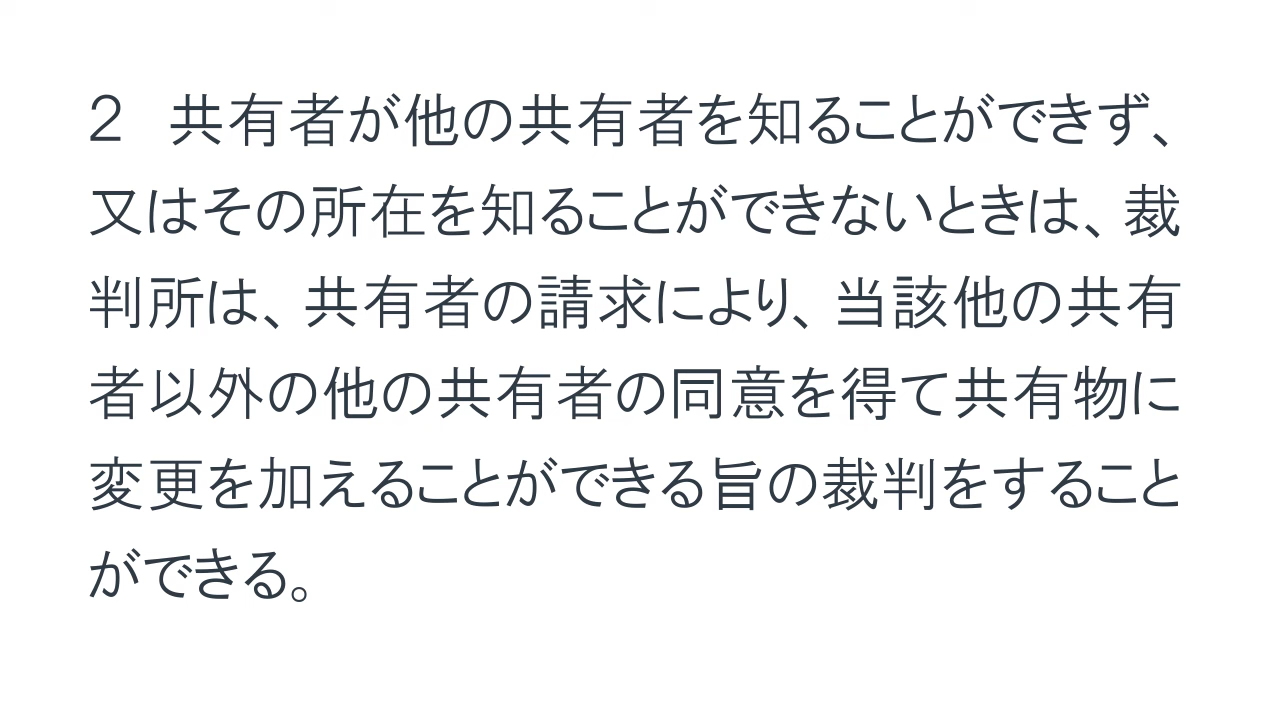 ２　共有者が他の共有者を知ることができず、
又はその所在を知ることができないときは、裁
判所は、共有者の請求により、当該他の共有
者以外の他の共有者の同意を得て共有物に
変更を加えることができる旨の裁判をすること
ができる。